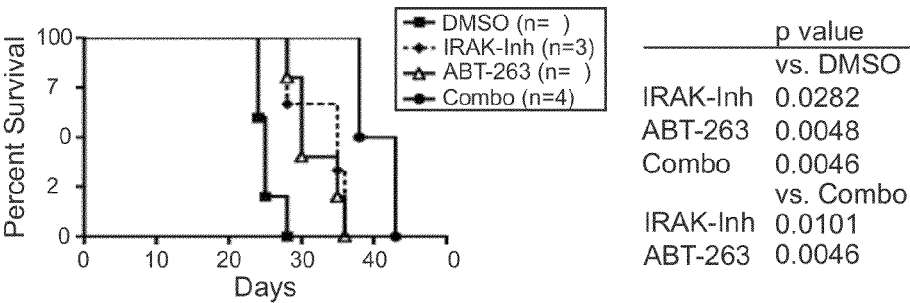 DMSO (n= )
IRAK-Inh (n=3)
ABT-263 (n= )
Combo (n=4)
Percent Survival
100
7
0
2
0
0 10 20 30 40 0
Days
p value
vs. DMSO
IRAK-Inh 0.0282
ABT-263 0.0048
Combo 0.0046
vs. Combo
IRAK-Inh 0.0101
ABT-263 0.0046